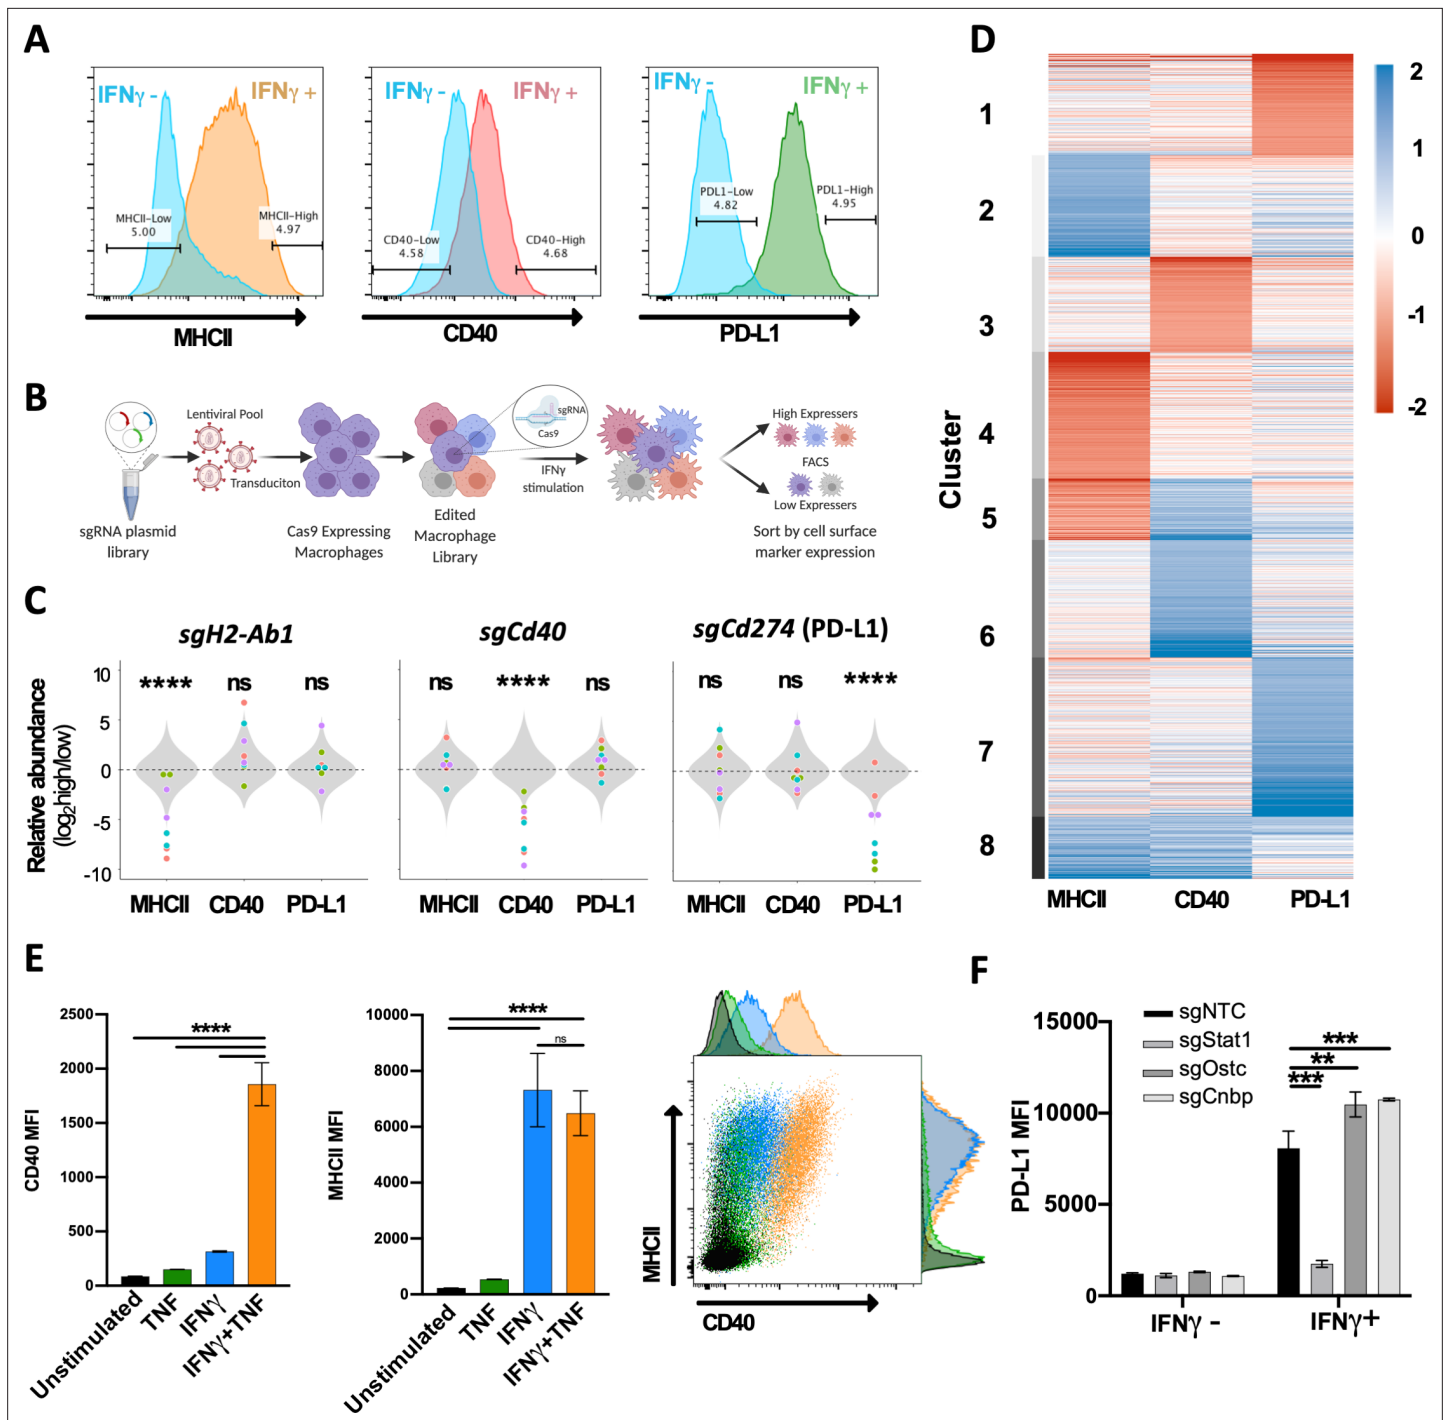 A
IFNγ -
IFNγ +
MHCII-Low
5.00
MHCII-High
4.97
MHCII
IFNγ -
IFNγ +
CD40-Low
4.58
CD40-High
4.68
CD40
IFNγ -
IFNγ +
PDL1-Low
4.82
PDL1-High
4.95
PD-L1
B
Lentiviral Pool
Transduciton
sgRNA plasmid
library
Cas9 Expressing
Macrophages
Edited
Macrophage
Library
sgRNA
Cas9
IFNγ
stimulation
High Expressers
FACS
Low Expressers
Sort by cell surface
marker expression
C
sgH2-Ab1
sgCd40
sgCd274 (PD-L1)
Relative abundance
(log2high/low)
10
5
0
-5
-10
****
ns
ns
ns
****
ns
ns
ns
****
MHCII
CD40
PD-L1
MHCII
CD40
PD-L1
MHCII
CD40
PD-L1
D
Cluster
1
2
3
4
5
6
7
8
MHCII
CD40
PD-L1
2
1
0
-1
-2
E
CD40 MFI
2500
2000
1500
1000
500
0
****
Unstimulated
TNF
IFNγ
IFNγ+TNF
MHCII MFI
10000
8000
6000
4000
2000
0
****
ns
Unstimulated
TNF
IFNγ
IFNγ+TNF
MHCII
CD40
F
PD-L1 MFI
15000
10000
5000
0
sgNTC
sgStat1
sgOstc
sgCnbp
***
**
***
IFNγ -
IFNγ+